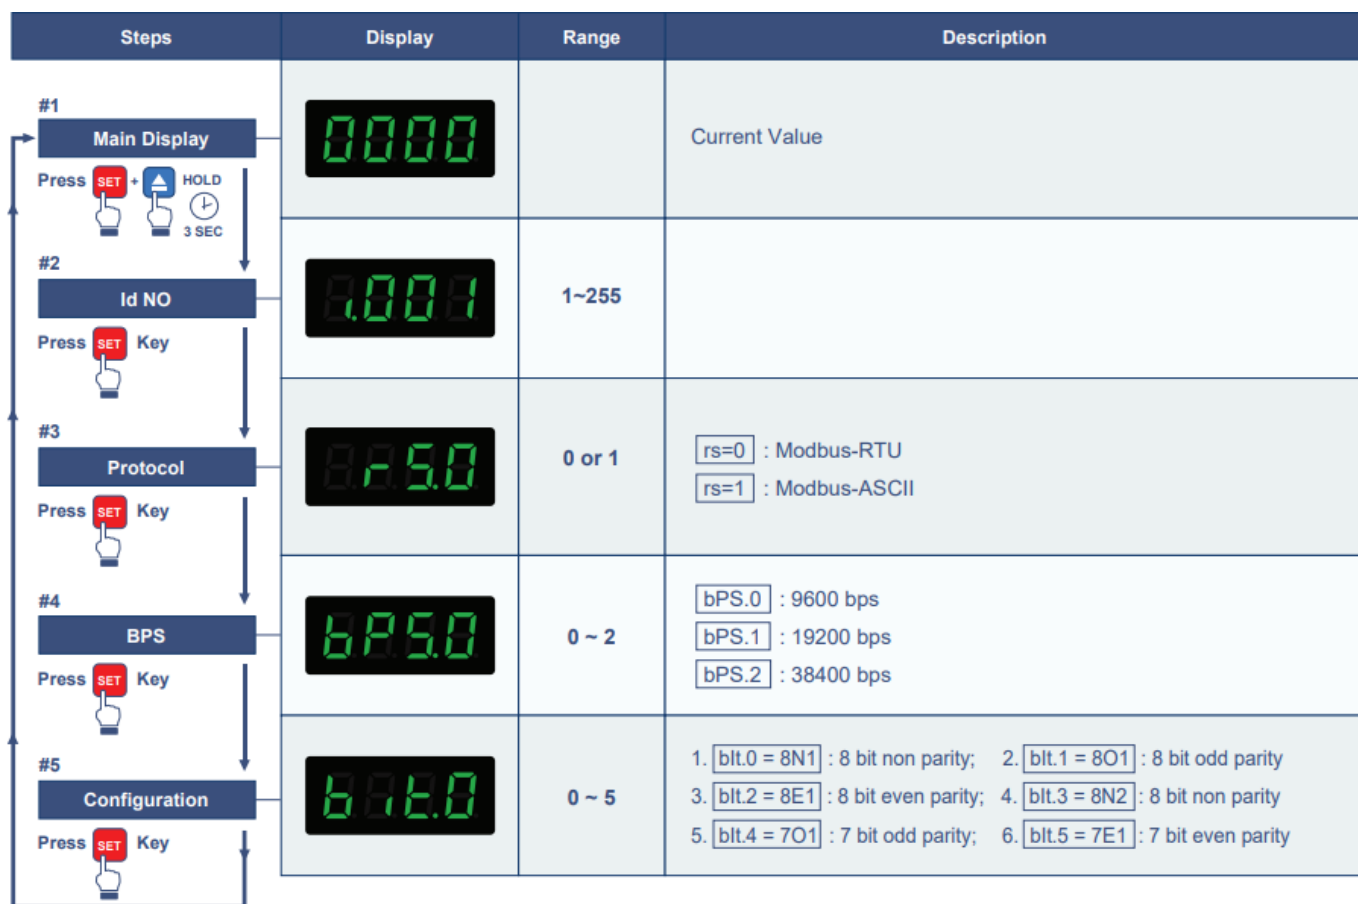 Steps Display Range Description
#1
Main Display
0000
Current Value
Press SET + HOLD
3 SEC
#2
Id NO
i.001
1~255
Press SET Key
#3
Protocol
rS.0
0 or 1
rs=0 : Modbus-RTU
rs=1 : Modbus-ASCII
Press SET Key
#4
BPS
bPS.0
0 ~ 2
bPS.0 : 9600 bps
bPS.1 : 19200 bps
bPS.2 : 38400 bps
Press SET Key
#5
Configuration
bit.0
0 ~ 5
1. blt.0 = 8N1 : 8 bit non parity; 2. blt.1 = 8O1 : 8 bit odd parity
3. blt.2 = 8E1 : 8 bit even parity; 4. blt.3 = 8N2 : 8 bit non parity
5. blt.4 = 7O1 : 7 bit odd parity; 6. blt.5 = 7E1 : 7 bit even parity
Press SET Key